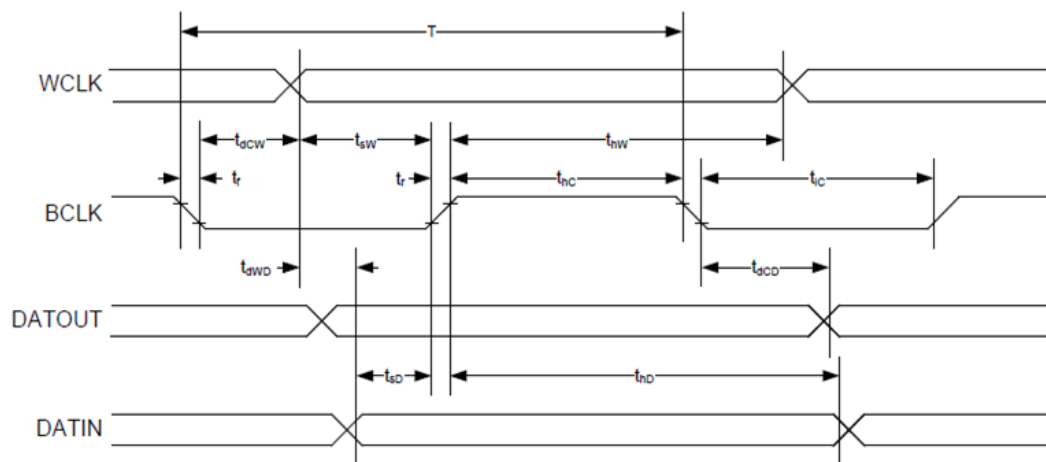 T
WCLK
tdCW tsW thW
tr tr thC tlC
BCLK
tdWD tdCD
DATOUT
tsD thD
DATIN